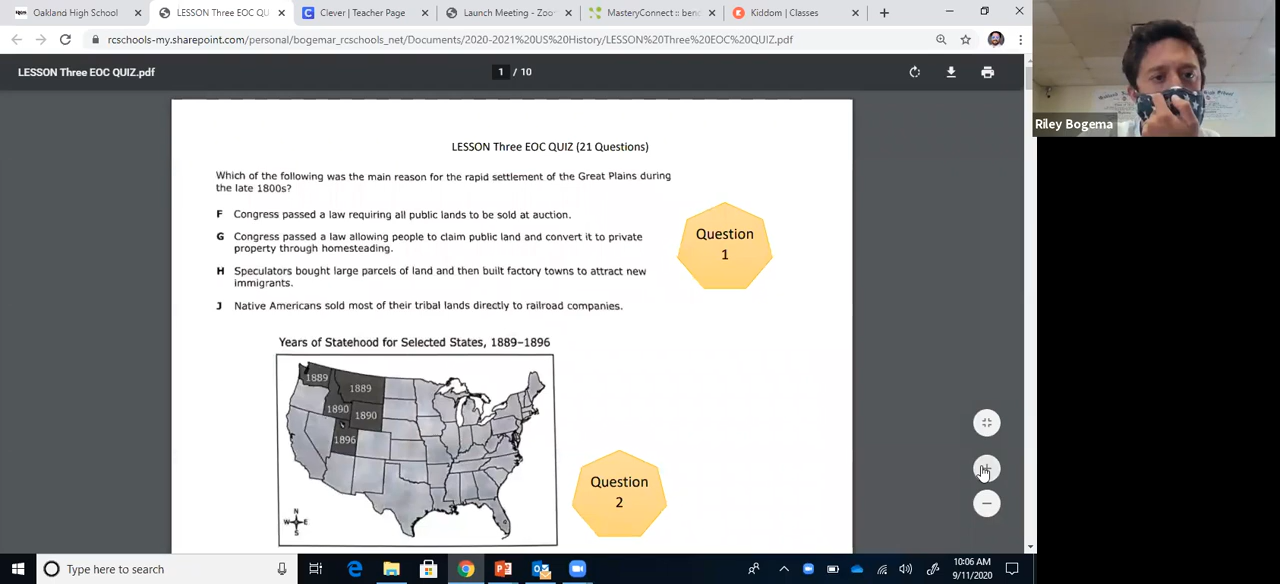 Oakland High School
LESSON Three EOC QU
Clever | Teacher Page
Launch Meeting - Zoo
MasteryConnect :: ben
Kiddom | Classes
rcschools-my.sharepoint.com/personal/bogemar_rcschools_net/Documents/2020-2021%20US%20History/LESSON%20Three%20EOC%20QUIZ.pdf
LESSON Three EOC QUIZ.pdf
1 / 10
Riley Bogema
LESSON Three EOC QUIZ (21 Questions)
Which of the following was the main reason for the rapid settlement of the Great Plains during
the late 1800s?
F Congress passed a law requiring all public lands to be sold at auction.
G Congress passed a law allowing people to claim public land and convert it to private
property through homesteading.
H Speculators bought large parcels of land and then built factory towns to attract new
immigrants.
J Native Americans sold most of their tribal lands directly to railroad companies.
Question
1
Years of Statehood for Selected States, 1889–1896
1889
1889
1890
1890
1896
N
W E
S
Question
2
Type here to search
10:06 AM
9/11/2020